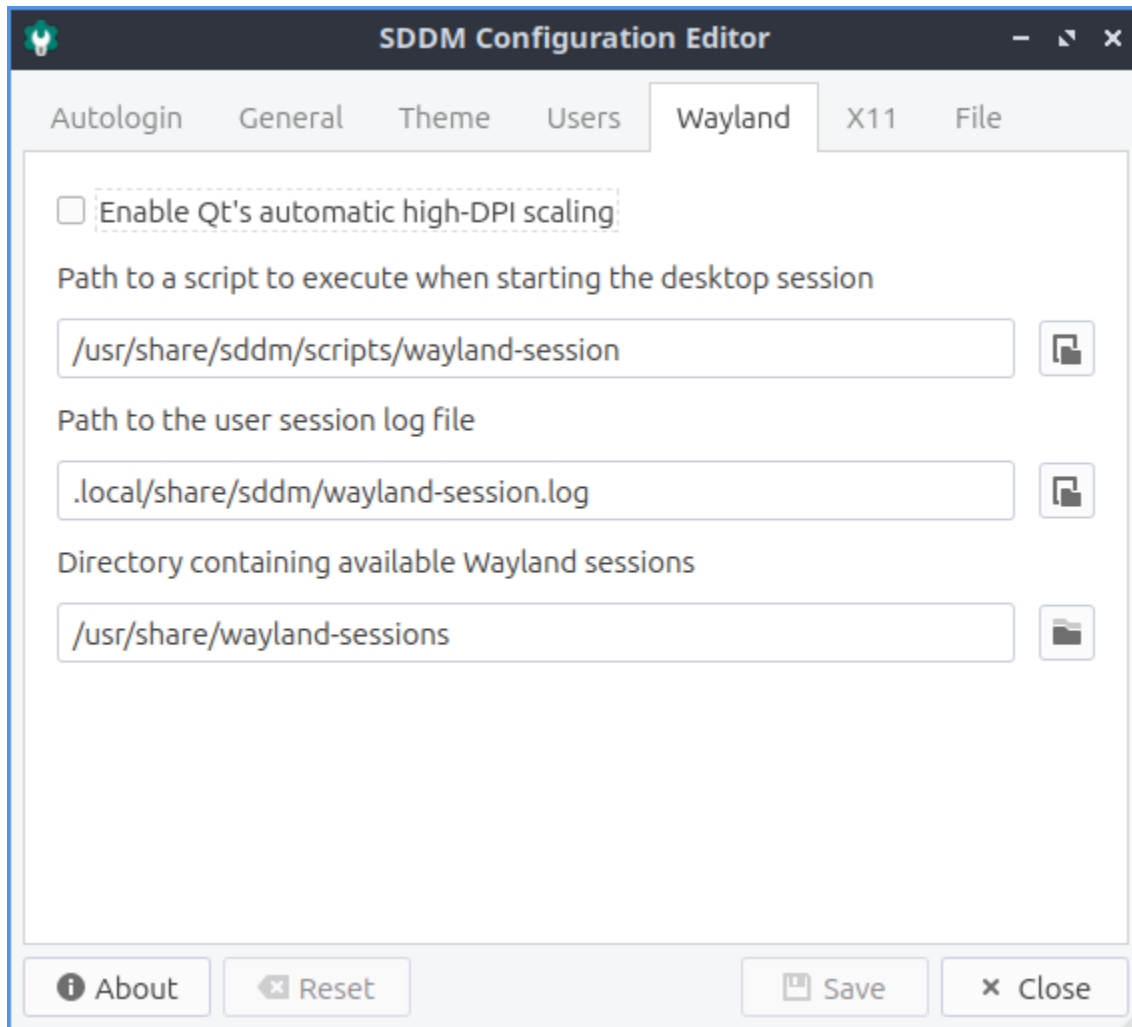 SDDM Configuration Editor
Autologin General Theme Users Wayland X11 File
Enable Qt's automatic high-DPI scaling
Path to a script to execute when starting the desktop session
/usr/share/sddm/scripts/wayland-session
Path to the user session log file
.local/share/sddm/wayland-session.log
Directory containing available Wayland sessions
/usr/share/wayland-sessions
About Reset Save Close